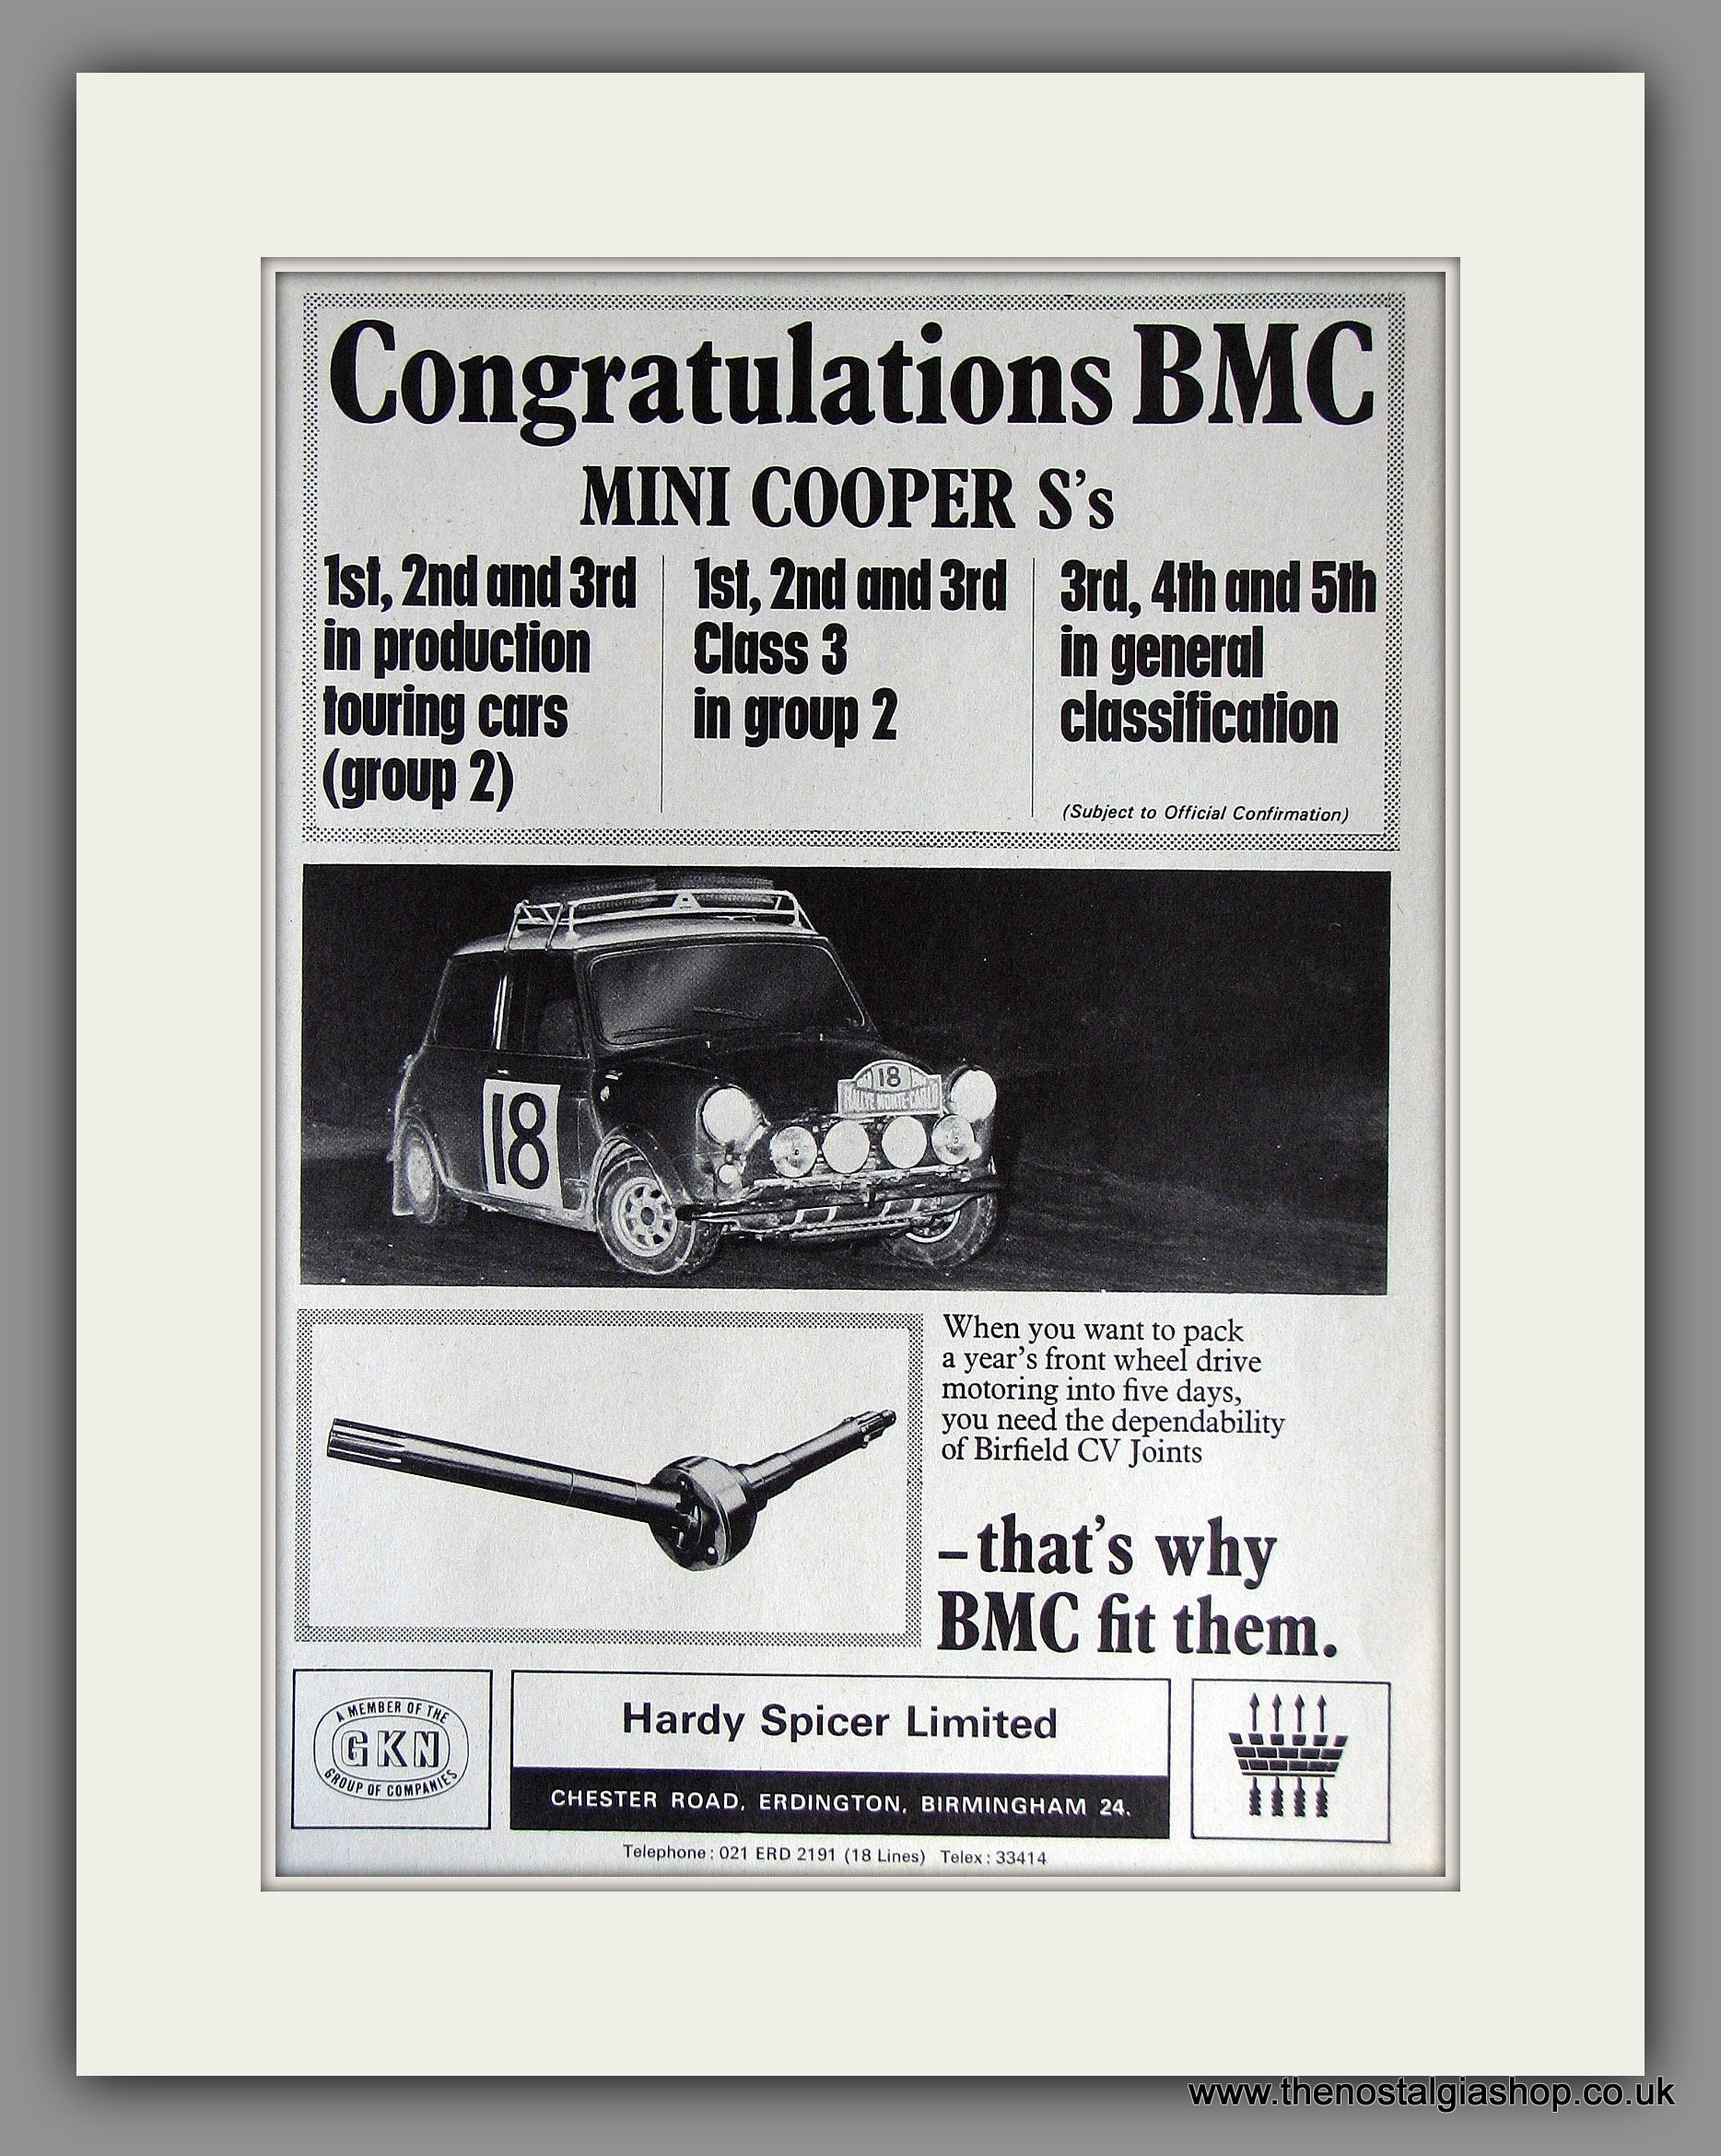 Congratulations BMC
MINI COOPER S's
1st, 2nd and 3rd
in production
touring cars
(group 2)
1st, 2nd and 3rd
Class 3
in group 2
3rd, 4th and 5th
in general
classification
(Subject to Official Confirmation)
18
RALLYE MONTE-CARLO
18
When you want to pack
a year's front wheel drive
motoring into five days,
you need the dependability
of Birfield CV Joints
–that's why
BMC fit them.
A MEMBER OF THE
GKN
GROUP OF COMPANIES
Hardy Spicer Limited
CHESTER ROAD, ERDINGTON, BIRMINGHAM 24.
Telephone: 021 ERD 2191 (18 Lines) Telex: 33414
www.thenostalgiashop.co.uk